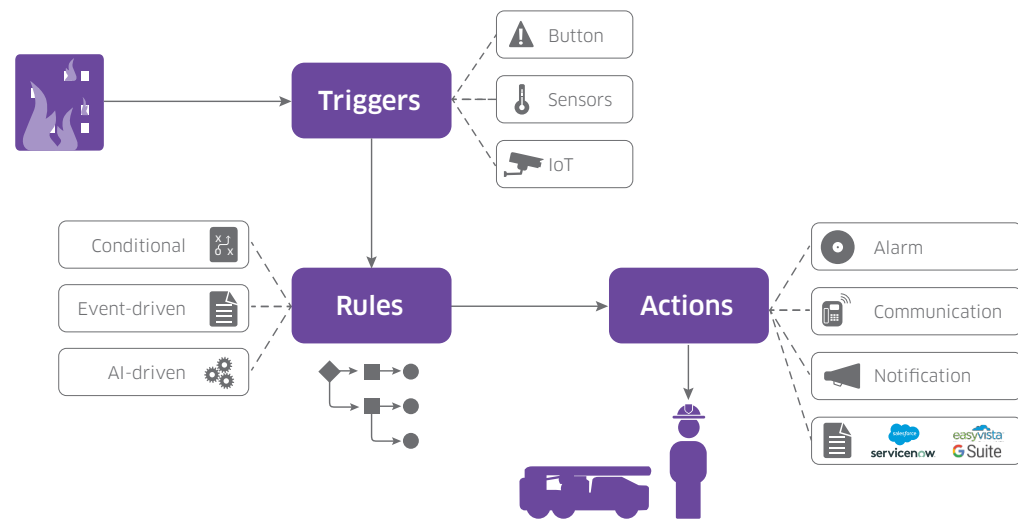 Triggers
Button
Sensors
IoT
Conditional
Event-driven
AI-driven
X
O X
Rules
Actions
Alarm
Communication
Notification
salesforce
servicenow
easyvista
G Suite